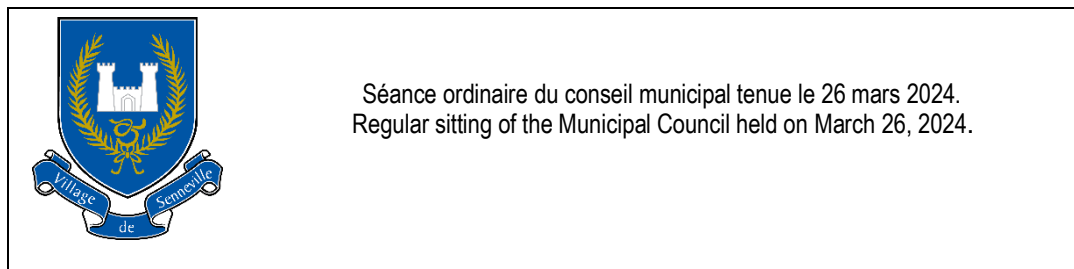 Séance ordinaire du conseil municipal tenue le 26 mars 2024.
Regular sitting of the Municipal Council held on March 26, 2024.
Village de Senneville